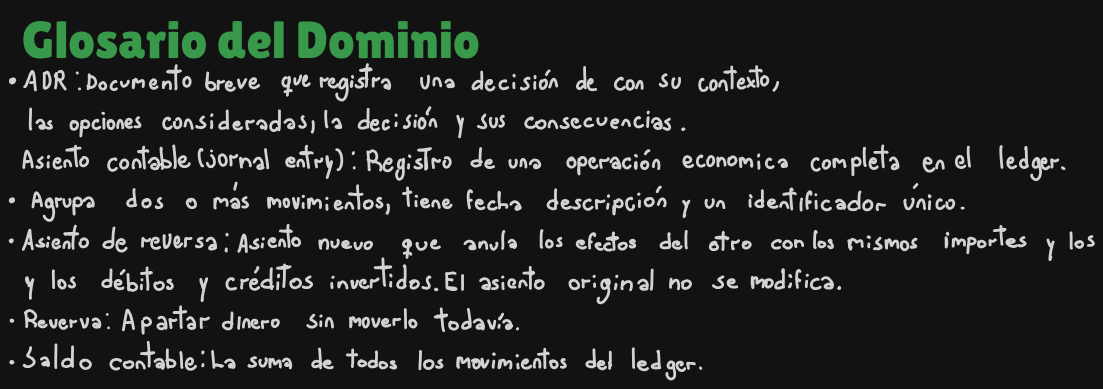 Glosario del Dominio
• ADR: Documento breve que registra una decisión de con su contexto,
las opciones consideradas, la decisión y sus consecuencias.
Asiento contable (jornal entry): Registro de una operación economica completa en el ledger.
• Agrupa dos o más movimientos, tiene fecha descripción y un identificador único.
• Asiento de reversa: Asiento nuevo que anula los efectos del otro con los mismos importes y los
y los débitos y créditos invertidos. El asiento original no se modifica.
• Reverva: Apartar dinero sin moverlo todavía.
• Saldo contable: La suma de todos los movimientos del ledger.